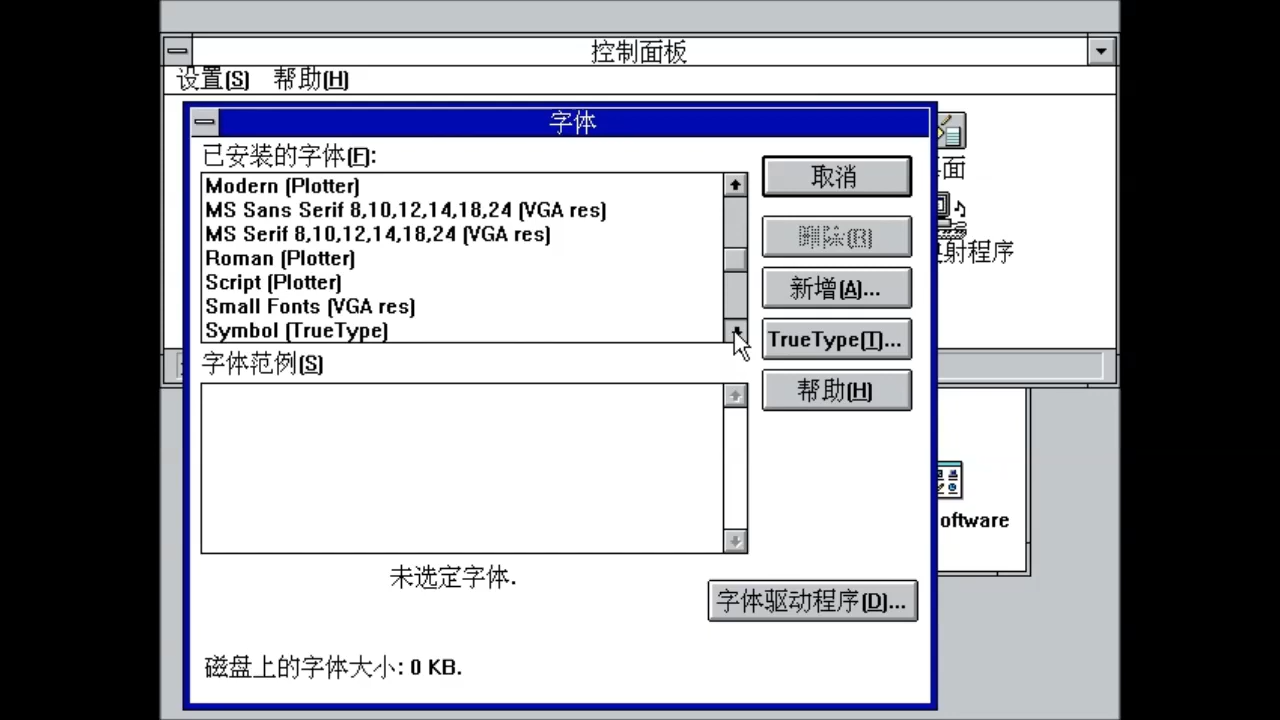 控制面板
设置(S) 帮助(H)
字体
已安装的字体(F):
Modern (Plotter)
MS Sans Serif 8,10,12,14,18,24 (VGA res)
MS Serif 8,10,12,14,18,24 (VGA res)
Roman (Plotter)
Script (Plotter)
Small Fonts (VGA res)
Symbol (TrueType)
取消
删除(R)
新增(A)...
TrueType(T)...
帮助(H)
字体范例(S)
未选定字体.
字体驱动程序(D)...
磁盘上的字体大小: 0 KB.
面
射程序
oftware